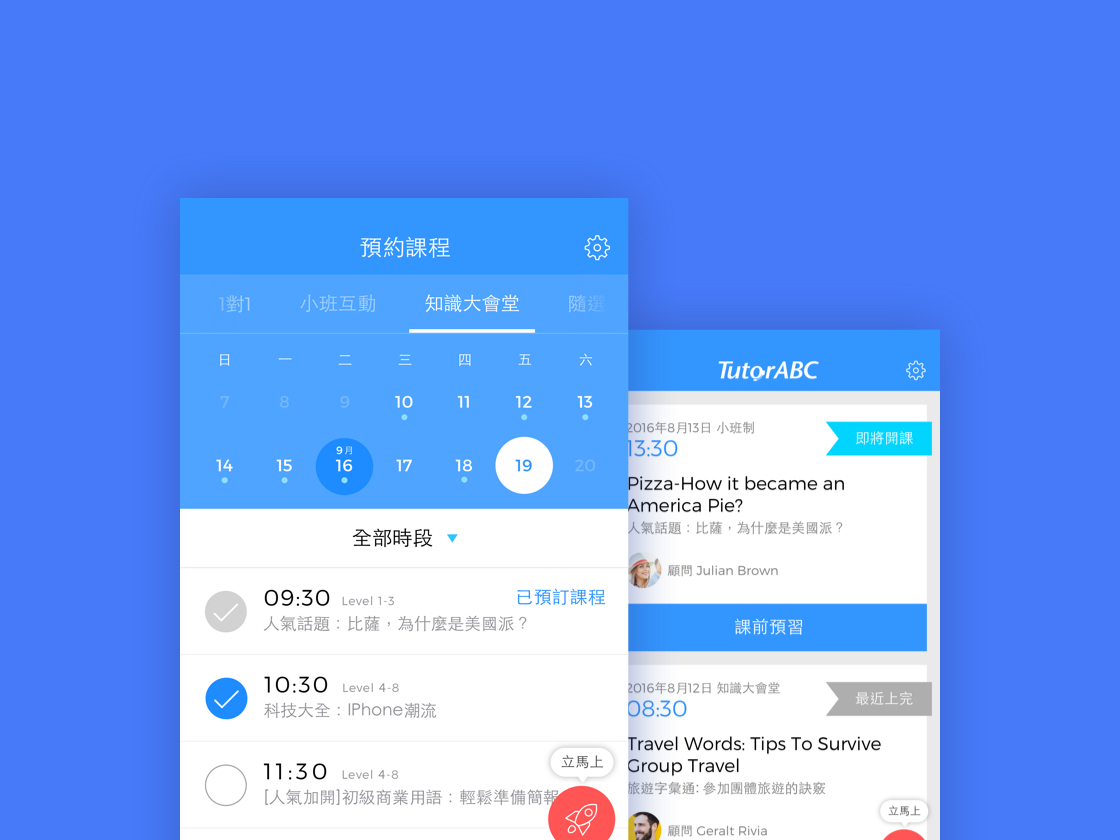 預約課程
1對1 小班互動 知識大會堂 隨選
日 一 二 三 四 五 六
7 8 9 10 11 12 13
9月
14 15 16 17 18 19 20
全部時段
09:30 Level 1-3 已預訂課程
人氣話題：比薩，為什麼是美國派？
10:30 Level 4-8
科技大全：IPhone潮流
11:30 Level 4-8
[人氣加開]初級商業用語：輕鬆準備簡報
立馬上
TutorABC
2016年8月13日 小班制
13:30
即將開課
Pizza-How it became an
America Pie?
人氣話題：比薩，為什麼是美國派？
顧問 Julian Brown
課前預習
2016年8月12日 知識大會堂
08:30
最近上完
Travel Words: Tips To Survive
Group Travel
旅遊字彙通: 參加團體旅遊的訣竅
顧問 Geralt Rivia
立馬上